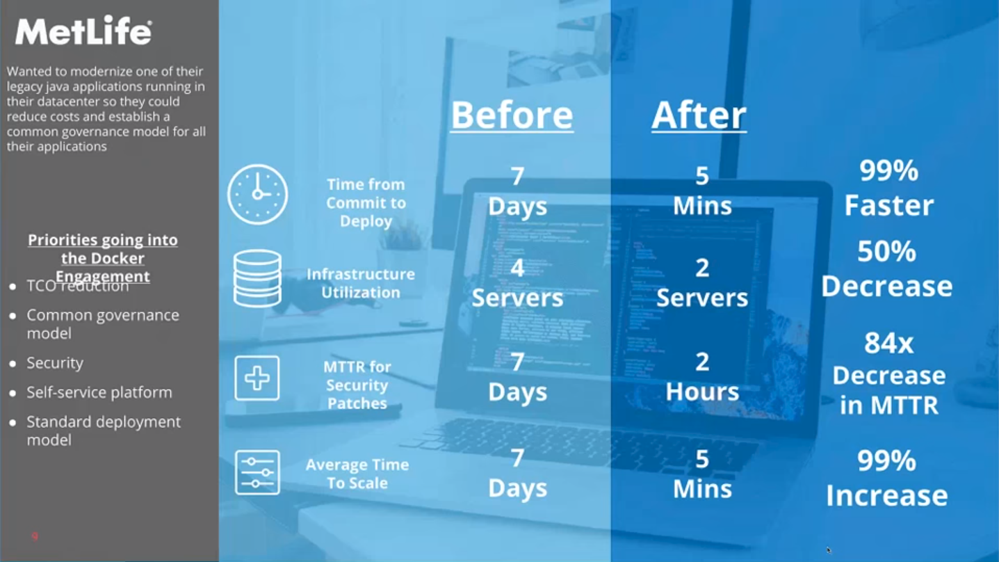 MetLife
Wanted to modernize one of their
legacy java applications running in
their datacenter so they could
reduce costs and establish a
common governance model for all
their applications
Priorities going into
the Docker
Engagement
● TCO reduction
● Common governance
model
● Security
● Self-service platform
● Standard deployment
model
9
Before
After
Time from
Commit to
Deploy
7
Days
5
Mins
99%
Faster
Infrastructure
Utilization
4
Servers
2
Servers
50%
Decrease
MTTR for
Security
Patches
7
Days
2
Hours
84x
Decrease
in MTTR
Average Time
To Scale
7
Days
5
Mins
99%
Increase